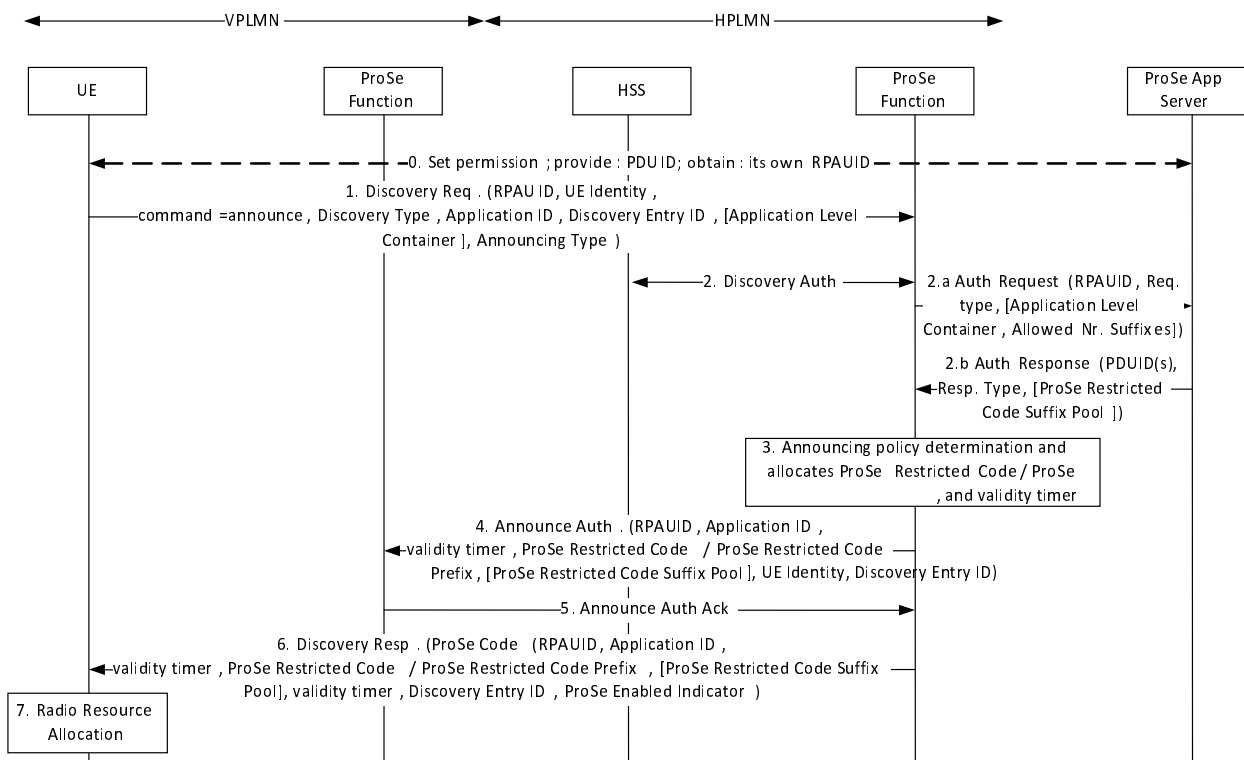 VPLMN HPLMN
UE
ProSe
Function
HSS
ProSe
Function
ProSe App
Server
0. Set permission ; provide : PDUID; obtain : its own RPAUID
1. Discovery Req . (RPAUID, UE Identity ,
command =announce , Discovery Type , Application ID , Discovery Entry ID , [Application Level
Container ], Announcing Type )
2. Discovery Auth
2.a Auth Request (RPAUID , Req.
type , [Application Level
Container , Allowed Nr. Suffixes])
2.b Auth Response (PDUID(s),
Resp. Type, [ProSe Restricted
Code Suffix Pool ])
3. Announcing policy determination and
allocates ProSe Restricted Code / ProSe
, and validity timer
4. Announce Auth . (RPAUID , Application ID ,
validity timer , ProSe Restricted Code / ProSe Restricted Code
Prefix , [ProSe Restricted Code Suffix Pool ], UE Identity, Discovery Entry ID)
5. Announce Auth Ack
6. Discovery Resp . (ProSe Code (RPAUID, Application ID ,
validity timer , ProSe Restricted Code / ProSe Restricted Code Prefix , [ProSe Restricted Code Suffix
Pool], validity timer , Discovery Entry ID , ProSe Enabled Indicator )
7. Radio Resource
Allocation